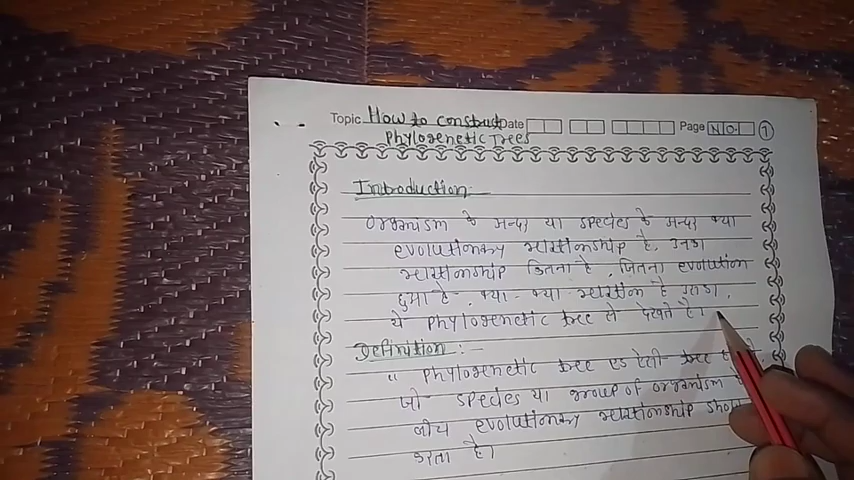 Topic How to construct Date Page No. 1
Phylogenetic Trees
Introduction:-
organism के मध्य या species के मध्य क्या
evolutionary relationship है, उनका
relationship कितना है, जितना evolution
हुआ है. क्या-क्या relation है उनका,
ये phylogenetic tree से देखते है।
Definition :-
" phylogenetic tree एक ऐसी tree
जो species या group of organism
बीच evolutionary relationship show
करता है।